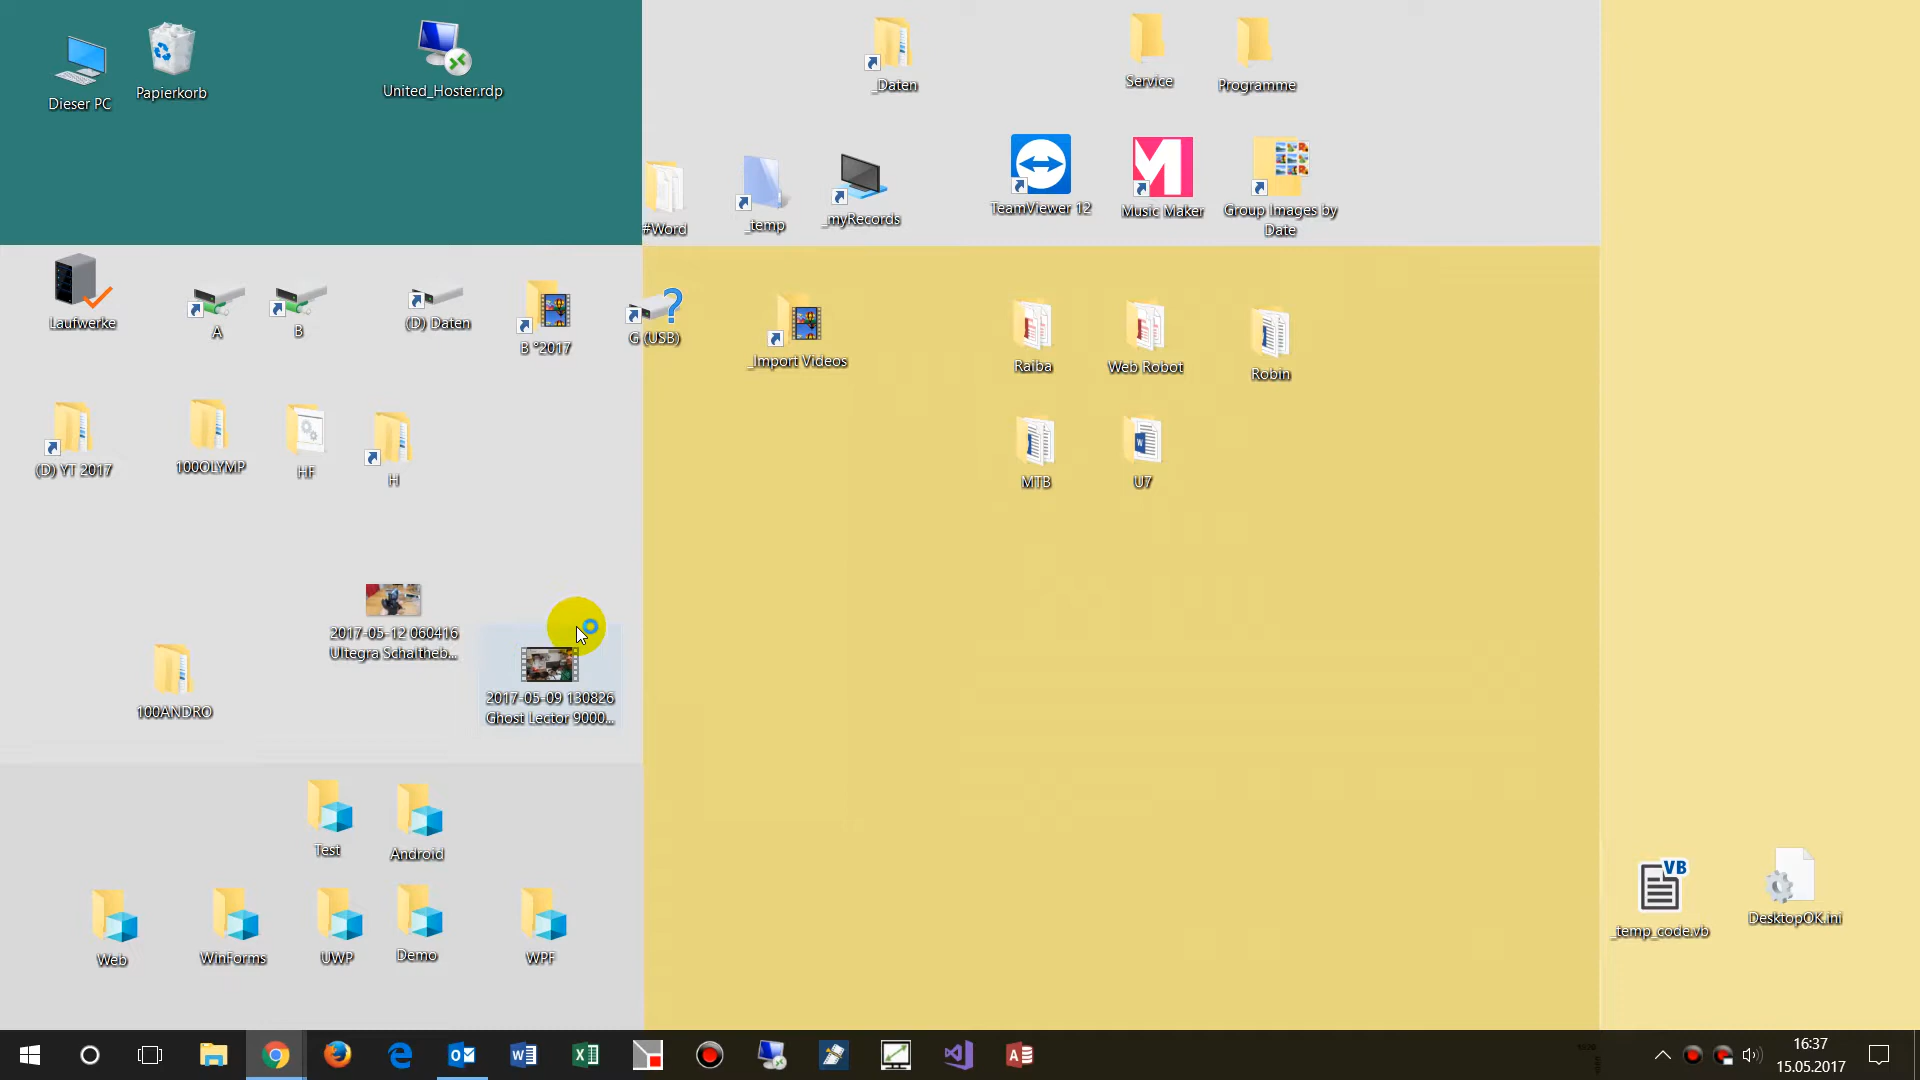 Dieser PC
Papierkorb
United_Hoster.rdp
_Daten
Service
Programme
#Word
_temp
_myRecords
TeamViewer 12
Music Maker
Group Images by
Date
Laufwerke
A
B
(D) Daten
B °2017
G (USB)
_Import Videos
Raiba
Web Robot
Robin
(D) YT 2017
100OLYMP
HF
H
MTB
U7
2017-05-12 060416
Ultegra Schaltheb...
100ANDRO
2017-05-09 130826
Ghost Lector 9000...
Test
Android
VB
_temp_code.vb
DesktopOK.ini
Web
WinForms
UWP
Demo
WPF
16:37
15.05.2017